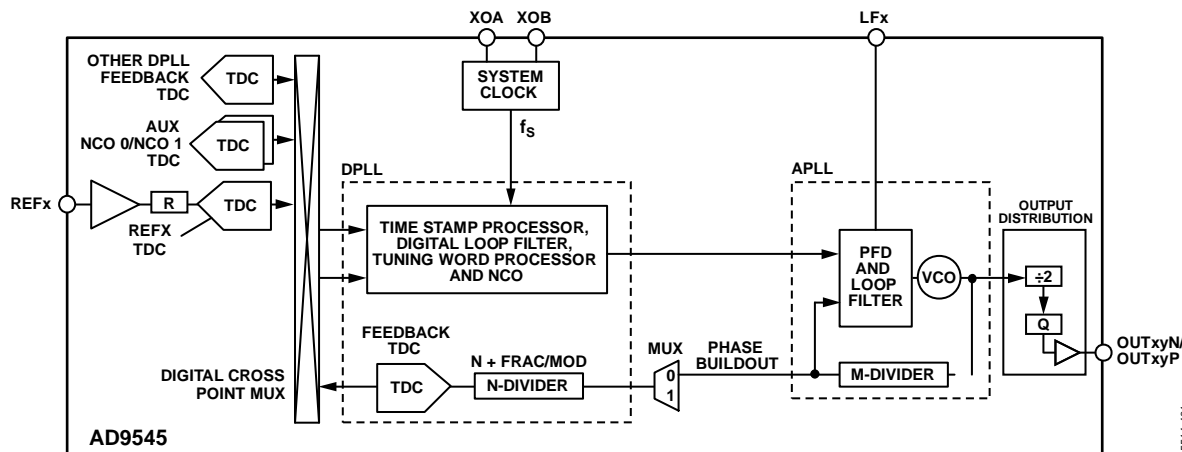 XOA XOB LFx
OTHER DPLL
FEEDBACK
TDC
TDC
SYSTEM
CLOCK
fS
AUX
NCO 0/NCO 1
TDC
TDC
DPLL
APLL
REFx
R
TDC
REFX
TDC
OUTPUT
DISTRIBUTION
TIME STAMP PROCESSOR,
DIGITAL LOOP FILTER,
TUNING WORD PROCESSOR
AND NCO
PFD
AND
LOOP
FILTER
VCO
÷2
Q
OUTxyN/
OUTxyP
FEEDBACK
TDC
N + FRAC/MOD
MUX
PHASE
BUILDOUT
DIGITAL CROSS
POINT MUX
TDC
N-DIVIDER
0
1
M-DIVIDER
AD9545